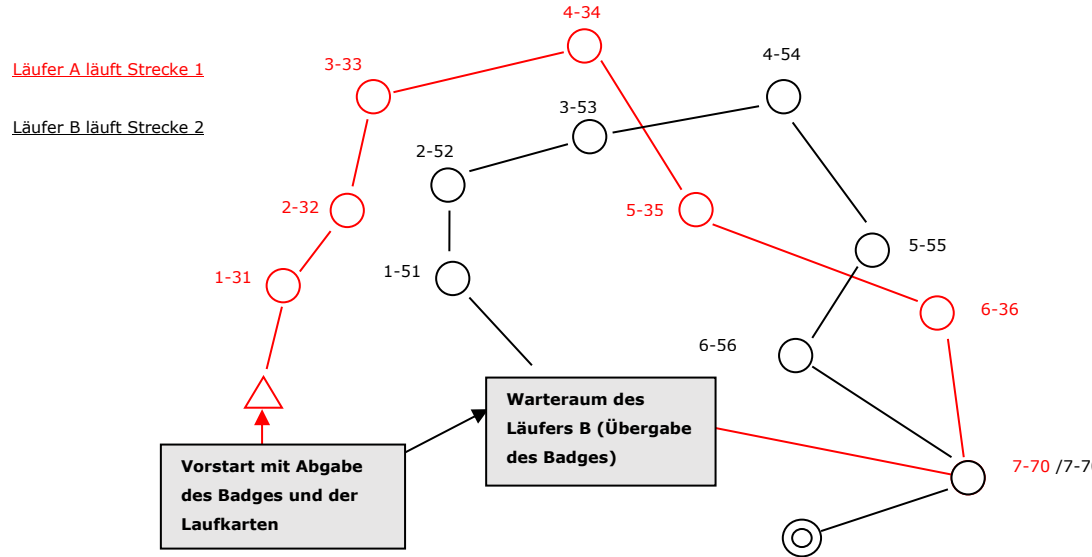 4-34
Läufer A läuft Strecke 1
3-33
4-54
3-53
Läufer B läuft Strecke 2
2-52
2-32
5-35
5-55
1-31
1-51
6-36
6-56
Warteraum des
Läufers B (Übergabe
des Badges)
Vorstart mit Abgabe
des Badges und der
Laufkarten
7-70 /7-7